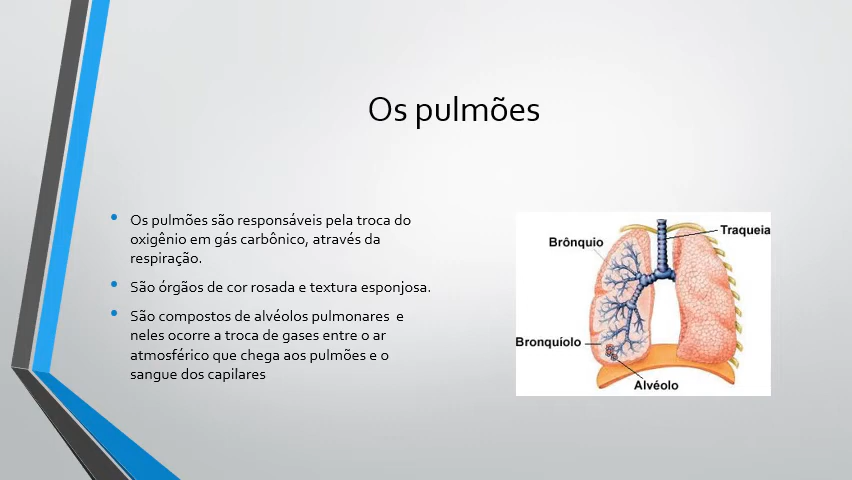 Os pulmões
Os pulmões são responsáveis pela troca do
oxigênio em gás carbônico, através da
respiração.
São órgãos de cor rosada e textura esponjosa.
São compostos de alvéolos pulmonares e
neles ocorre a troca de gases entre o ar
atmosférico que chega aos pulmões e o
sangue dos capilares
Traqueia
Brônquio
Bronquíolo
Alvéolo